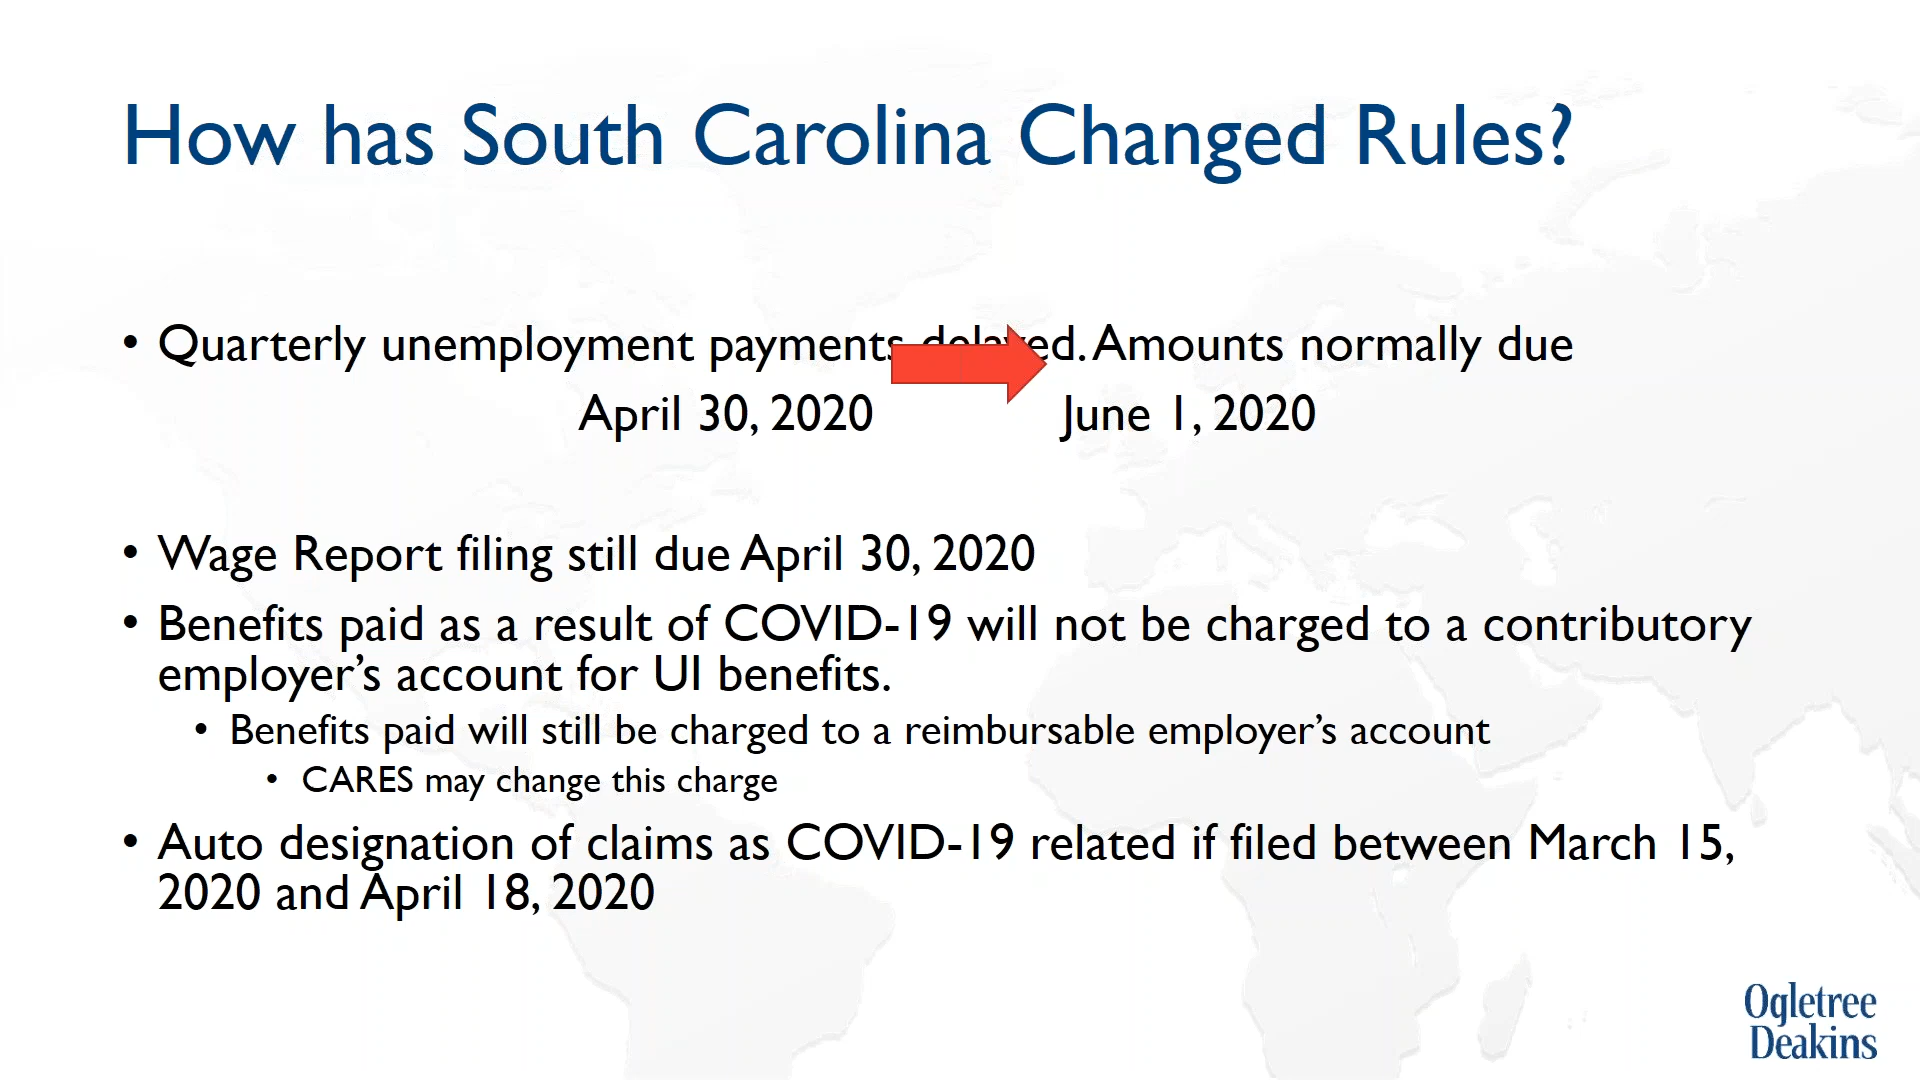 How has South Carolina Changed Rules?
• Quarterly unemployment payments delayed. Amounts normally due
April 30, 2020 June 1, 2020
• Wage Report filing still due April 30, 2020
• Benefits paid as a result of COVID-19 will not be charged to a contributory
employer’s account for UI benefits.
• Benefits paid will still be charged to a reimbursable employer’s account
• CARES may change this charge
• Auto designation of claims as COVID-19 related if filed between March 15,
2020 and April 18, 2020
Ogletree
Deakins